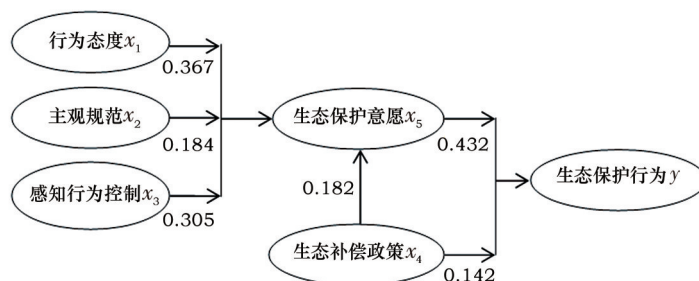 行为态度x₁
0.367
主观规范x₂
0.184
感知行为控制x₃
0.305
生态保护意愿x₅
0.432
0.182
生态补偿政策x₄
0.142
生态保护行为y